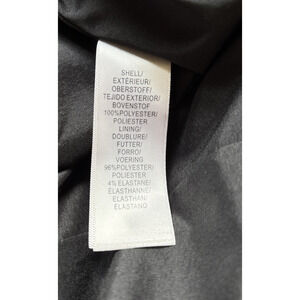 SHELL/
EXTÉRIEUR/
OBERSTOFF/
TEJIDO EXTERIOR/
BOVENSTOF
100%POLYESTER/
POLIESTER
LINING/
DOUBLURE/
FUTTER/
FORRO/
VOERING
96%POLYESTER/
POLIESTER
4% ELASTANE/
ELASTHANNE/
ELASTHAN/
ELASTANO